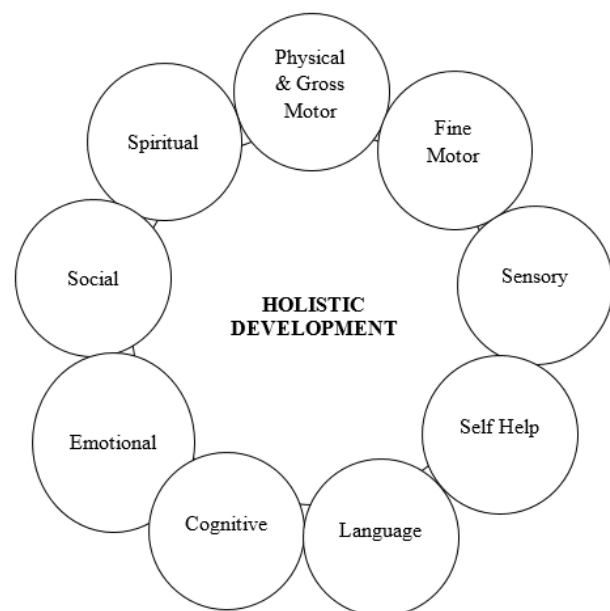 Physical
& Gross
Motor
Fine
Motor
Sensory
Self Help
Language
Cognitive
Emotional
Social
Spiritual
HOLISTIC
DEVELOPMENT